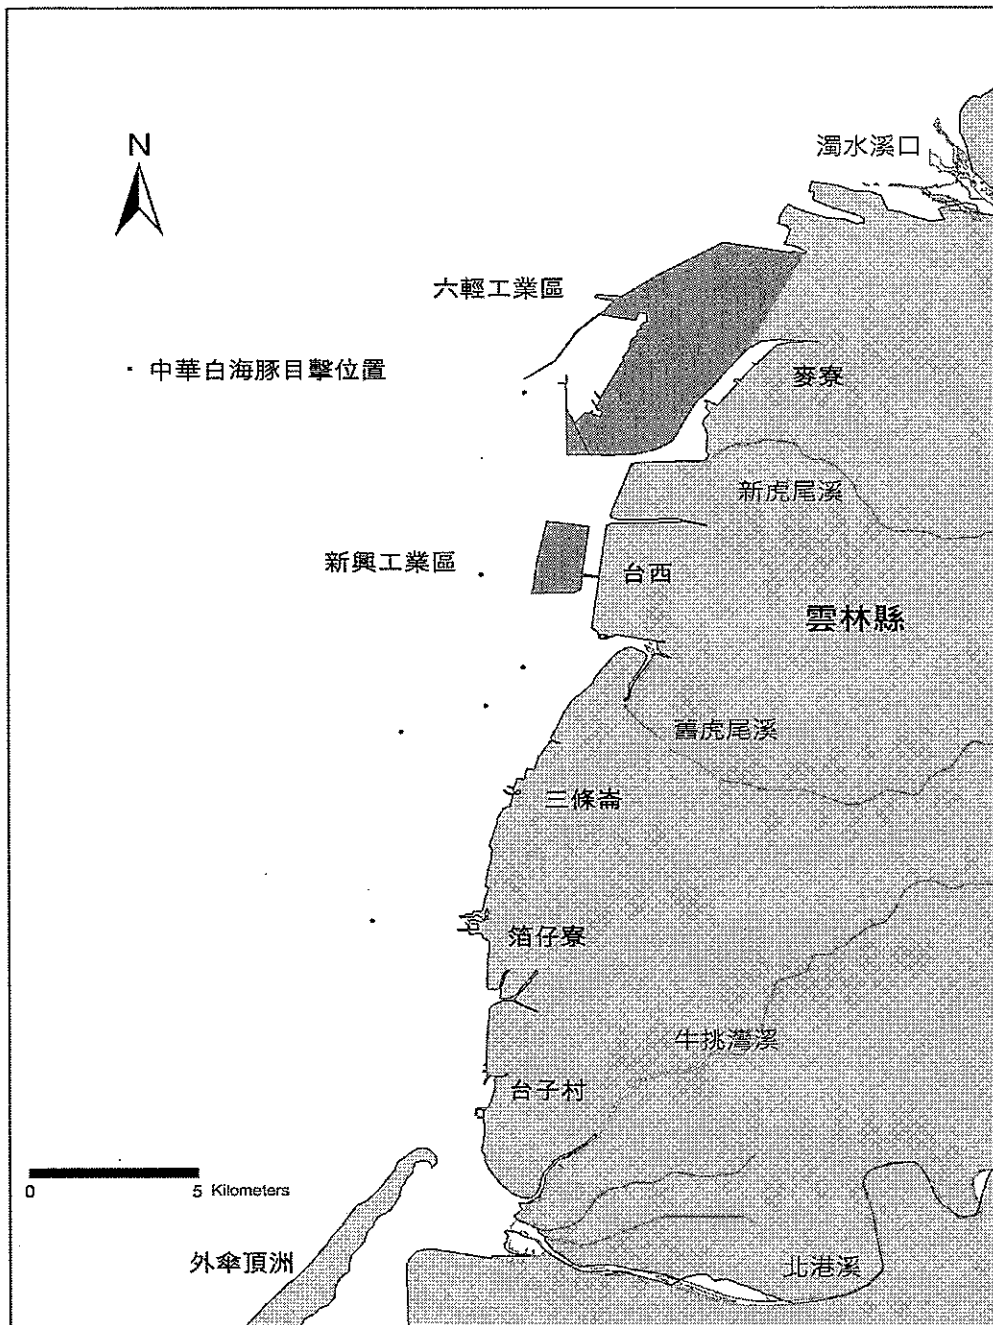 濁水溪口
N
六輕工業區
中華白海豚目擊位置
麥寮
新虎尾溪
新興工業區
台西
雲林縣
舊虎尾溪
三條崙
箔仔寮
牛挑灣溪
台子村
0 5 Kilometers
外傘頂洲
北港溪